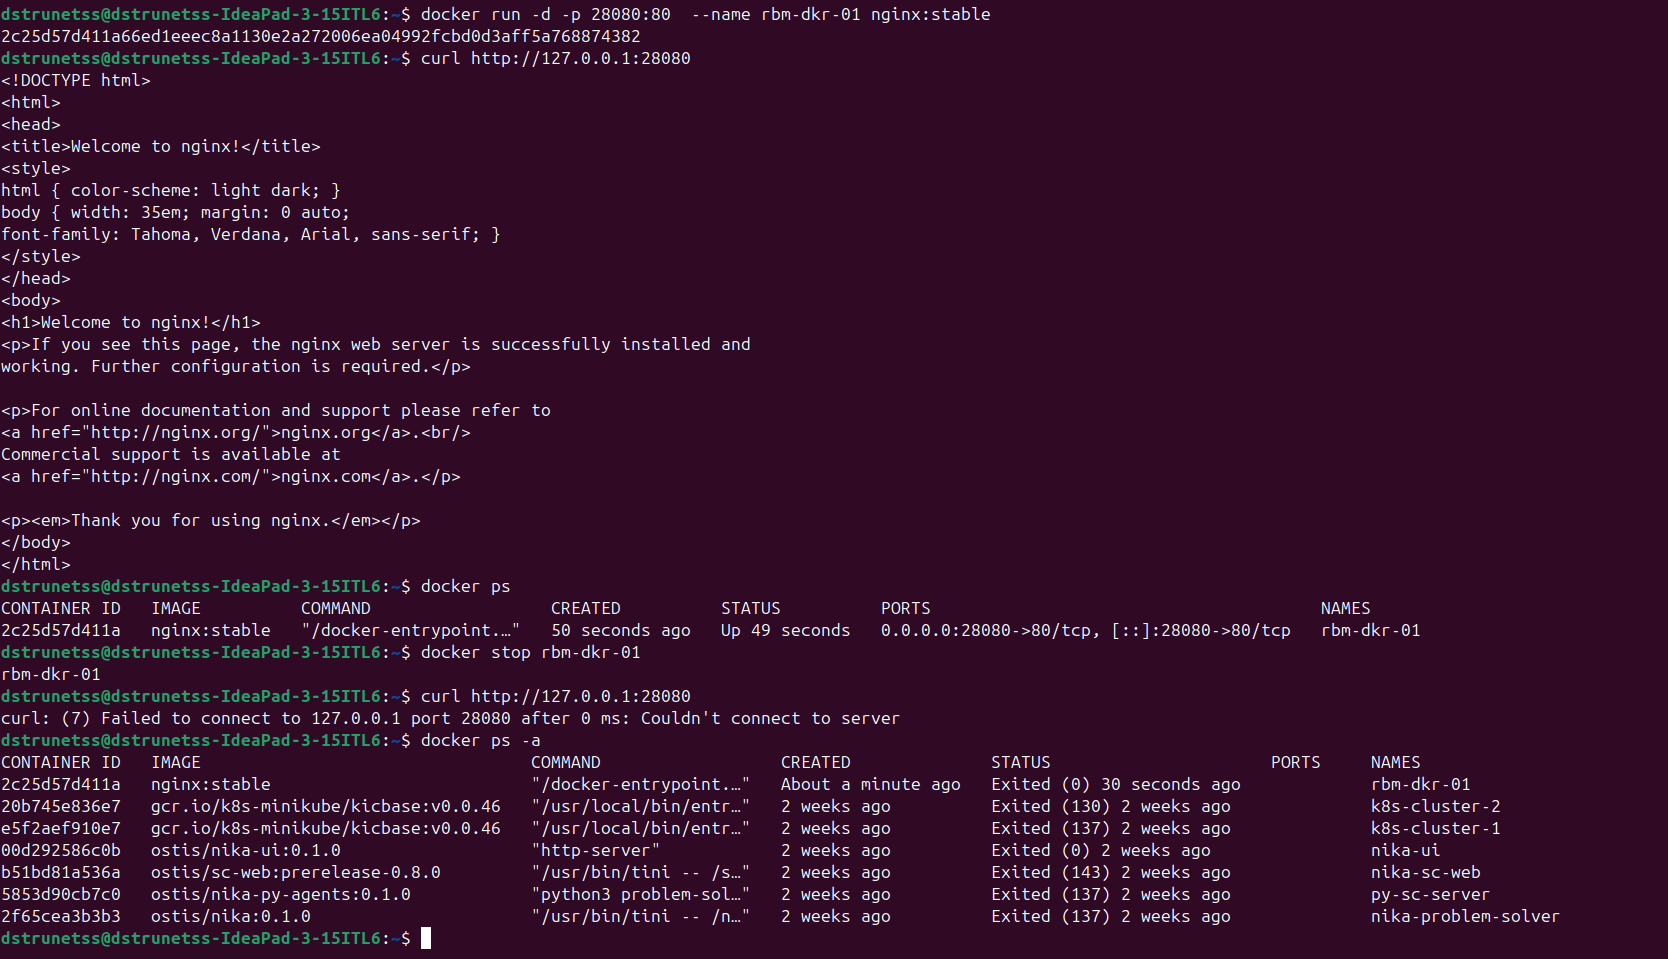 dstrunetss@dstrunetss-IdeaPad-3-15ITL6:~$ docker run -d -p 28080:80  --name rbm-dkr-01 nginx:stable
2c25d57d411a66ed1eeec8a1130e2a272006ea04992fcbd0d3aff5a768874382
dstrunetss@dstrunetss-IdeaPad-3-15ITL6:~$ curl http://127.0.0.1:28080
<!DOCTYPE html>
<html>
<head>
<title>Welcome to nginx!</title>
<style>
html { color-scheme: light dark; }
body { width: 35em; margin: 0 auto;
font-family: Tahoma, Verdana, Arial, sans-serif; }
</style>
</head>
<body>
<h1>Welcome to nginx!</h1>
<p>If you see this page, the nginx web server is successfully installed and
working. Further configuration is required.</p>

<p>For online documentation and support please refer to
<a href="http://nginx.org/">nginx.org</a>.<br/>
Commercial support is available at
<a href="http://nginx.com/">nginx.com</a>.</p>

<p><em>Thank you for using nginx.</em></p>
</body>
</html>
dstrunetss@dstrunetss-IdeaPad-3-15ITL6:~$ docker ps
CONTAINER ID   IMAGE          COMMAND                  CREATED          STATUS          PORTS                                       NAMES
2c25d57d411a   nginx:stable   "/docker-entrypoint.…"   50 seconds ago   Up 49 seconds   0.0.0.0:28080->80/tcp, [::]:28080->80/tcp   rbm-dkr-01
dstrunetss@dstrunetss-IdeaPad-3-15ITL6:~$ docker stop rbm-dkr-01
rbm-dkr-01
dstrunetss@dstrunetss-IdeaPad-3-15ITL6:~$ curl http://127.0.0.1:28080
curl: (7) Failed to connect to 127.0.0.1 port 28080 after 0 ms: Couldn't connect to server
dstrunetss@dstrunetss-IdeaPad-3-15ITL6:~$ docker ps -a
CONTAINER ID   IMAGE                                 COMMAND                  CREATED              STATUS                      PORTS     NAMES
2c25d57d411a   nginx:stable                          "/docker-entrypoint.…"   About a minute ago   Exited (0) 30 seconds ago             rbm-dkr-01
20b745e836e7   gcr.io/k8s-minikube/kicbase:v0.0.46   "/usr/local/bin/entr…"   2 weeks ago          Exited (130) 2 weeks ago              k8s-cluster-2
e5f2aef910e7   gcr.io/k8s-minikube/kicbase:v0.0.46   "/usr/local/bin/entr…"   2 weeks ago          Exited (137) 2 weeks ago              k8s-cluster-1
00d292586c0b   ostis/nika-ui:0.1.0                   "http-server"            2 weeks ago          Exited (0) 2 weeks ago                nika-ui
b51bd81a536a   ostis/sc-web:prerelease-0.8.0         "/usr/bin/tini -- /s…"   2 weeks ago          Exited (143) 2 weeks ago              nika-sc-web
5853d90cb7c0   ostis/nika-py-agents:0.1.0            "python3 problem-sol…"   2 weeks ago          Exited (137) 2 weeks ago              py-sc-server
2f65cea3b3b3   ostis/nika:0.1.0                      "/usr/bin/tini -- /n…"   2 weeks ago          Exited (137) 2 weeks ago              nika-problem-solver
dstrunetss@dstrunetss-IdeaPad-3-15ITL6:~$